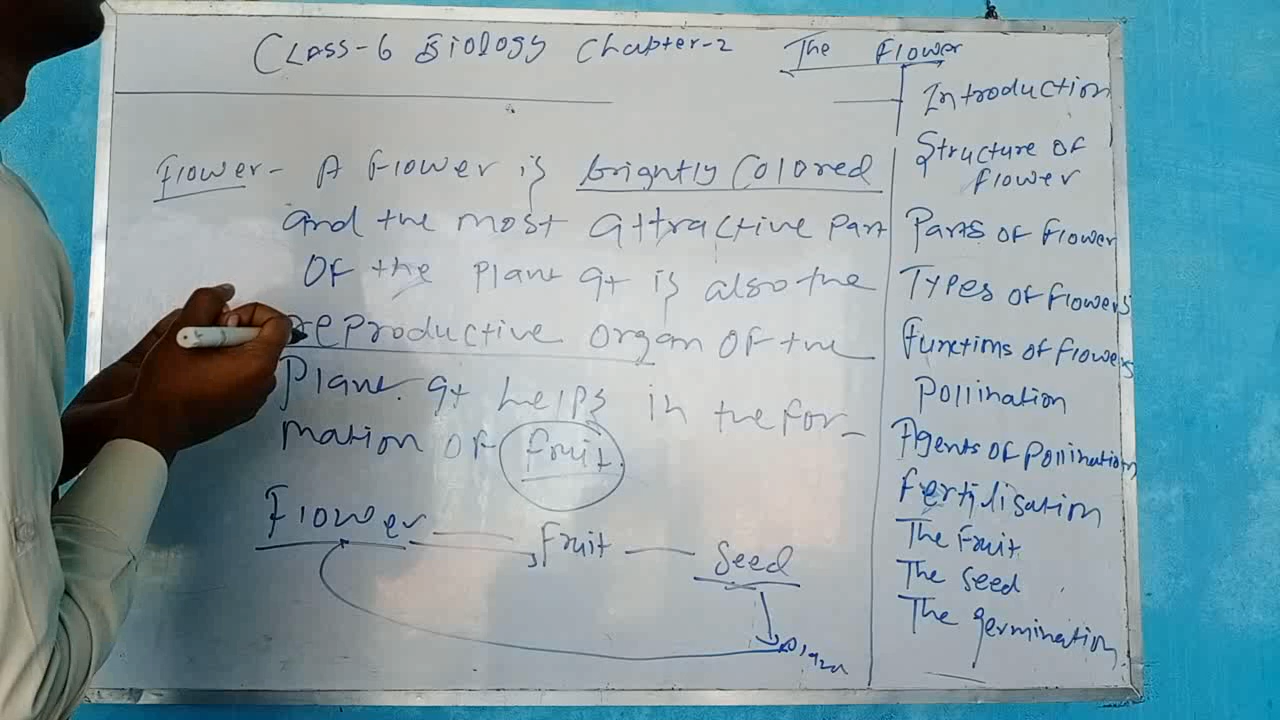 CLASS-6 Biology Chapter-2 The Flower
Flower - A Flower is brightly Colored
and the most attractive part
Of the Plant It is also the
reproductive organ of the
Plant. It helps in the for-
mation of Fruit.
Flower Fruit Seed
Introduction
Structure of
flower
Parts of flower
Types of flowers
Functions of flowers
Pollination
Agents of Pollination
Fertilisation
The Fruit
The Seed
The germination